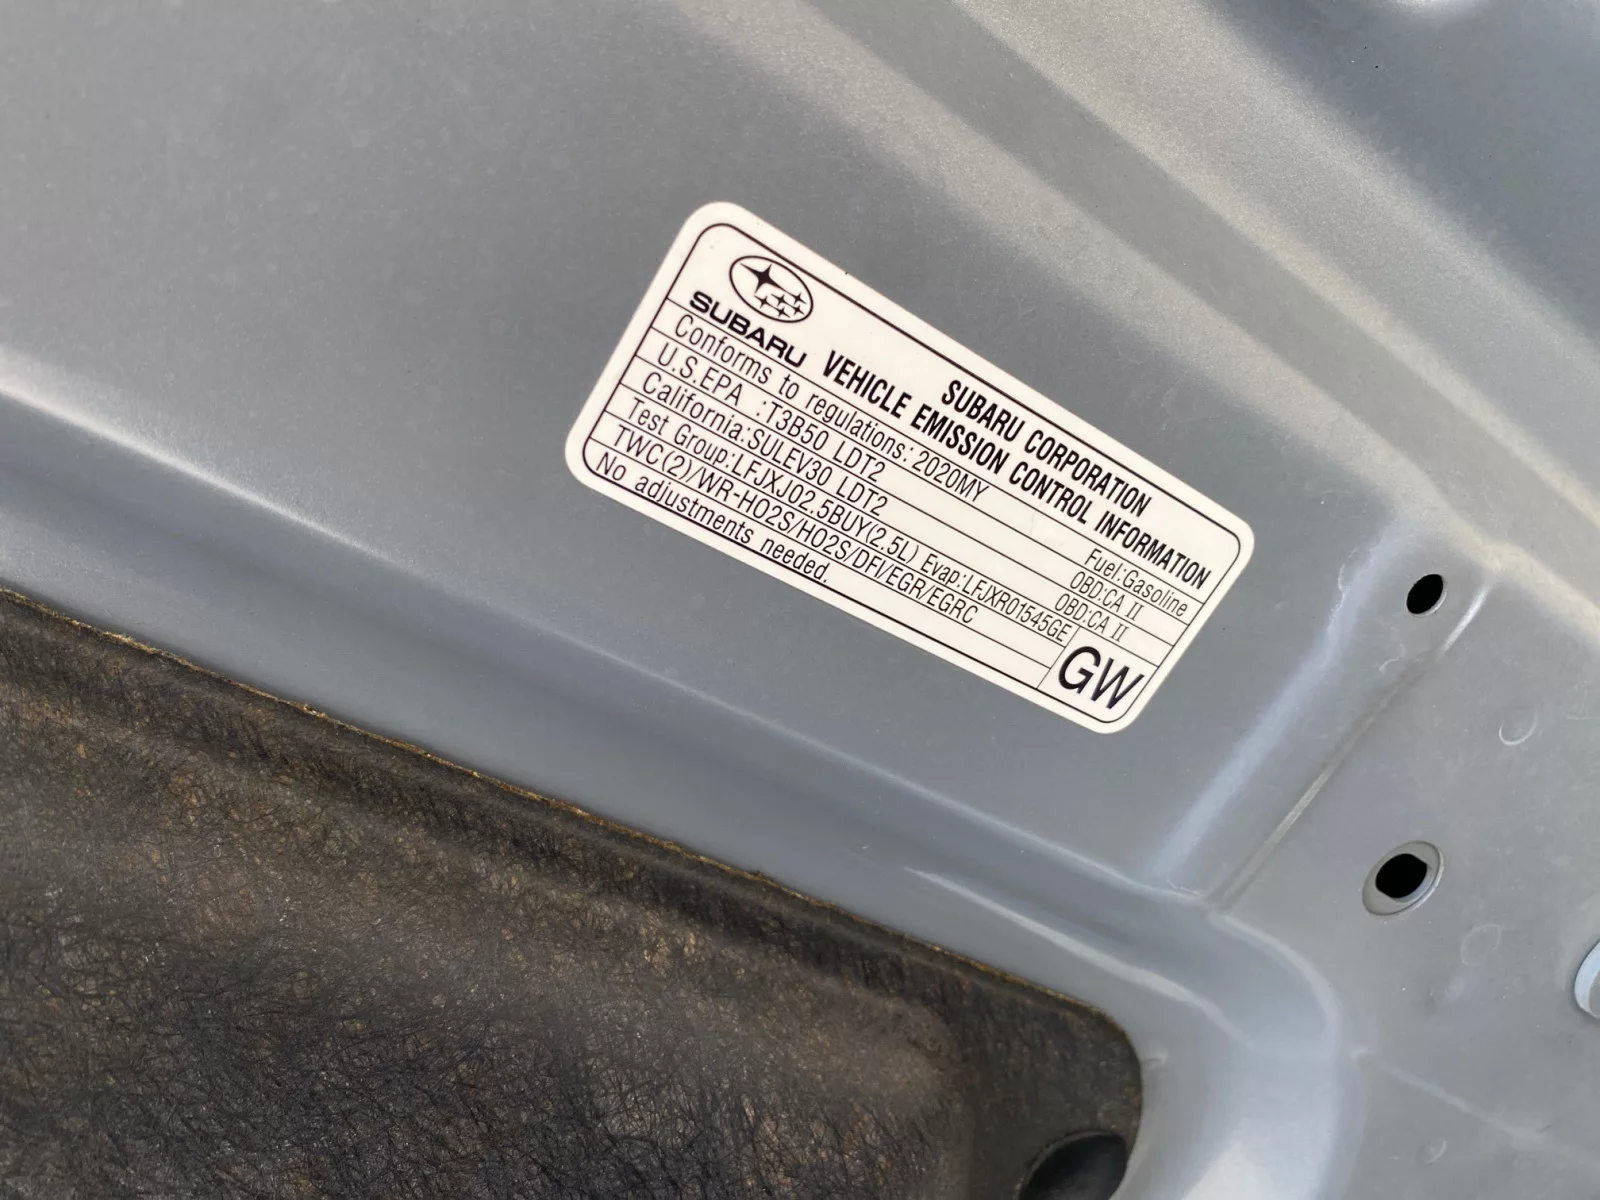 SUBARU
SUBARU CORPORATION
VEHICLE EMISSION CONTROL INFORMATION
Conforms to regulations: 2020MY Fuel:Gasoline
U.S.EPA :T3B50 LDT2 OBD:CA II
California:SULEV30 LDT2 OBD:CA II
Test Group:LFJXJ02.5BUY(2.5L) Evap:LFJXR01545GE
TWC(2)/WR-HO2S/HO2S/DFI/EGR/EGRC
No adjustments needed.
GW